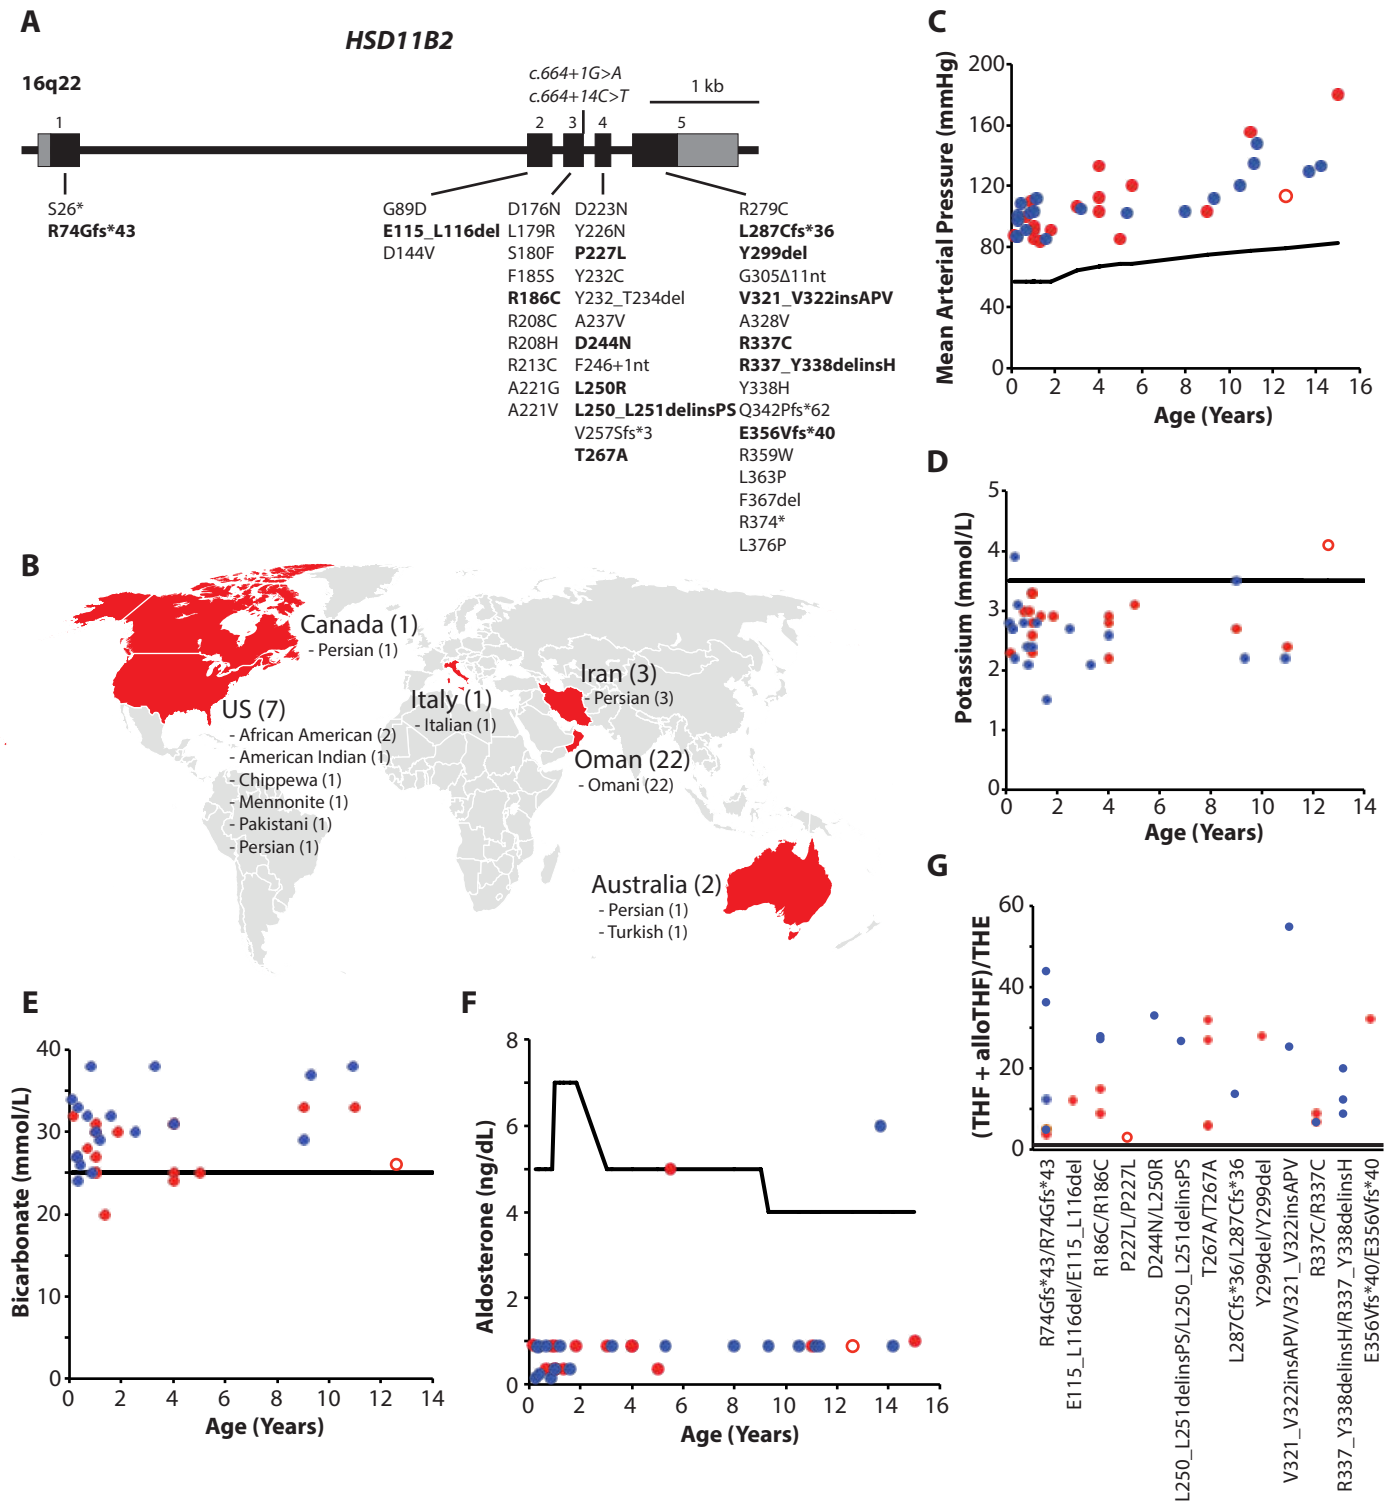 A
HSD11B2
16q22
c.664+1G>A
c.664+14C>T
1 kb
1
2
3
4
5
S26*
R74Gfs*43
G89D
E115_L116del
D144V
D176N
L179R
S180F
F185S
R186C
R208C
R208H
R213C
A221G
A221V
D223N
Y226N
P227L
Y232C
Y232_T234del
A237V
D244N
F246+1nt
L250R
L250_L251delinsPS
V257Sfs*3
T267A
R279C
L287Cfs*36
Y299del
G305Δ11nt
V321_V322insAPV
A328V
R337C
R337_Y338delinsH
Y338H
Q342Pfs*62
E356Vfs*40
R359W
L363P
F367del
R374*
L376P
B
Canada (1)
- Persian (1)
US (7)
- African American (2)
- American Indian (1)
- Chippewa (1)
- Mennonite (1)
- Pakistani (1)
- Persian (1)
Italy (1)
- Italian (1)
Iran (3)
- Persian (3)
Oman (22)
- Omani (22)
Australia (2)
- Persian (1)
- Turkish (1)
C
Mean Arterial Pressure (mmHg)
200
160
120
80
40
0
0 2 4 6 8 10 12 14 16
Age (Years)
D
Potassium (mmol/L)
5
4
3
2
1
0
0 2 4 6 8 10 12 14
Age (Years)
E
Bicarbonate (mmol/L)
40
30
20
10
0
0 2 4 6 8 10 12 14
Age (Years)
F
Aldosterone (ng/dL)
8
6
4
2
0
0 2 4 6 8 10 12 14 16
Age (Years)
G
(THF + alloTHF)/THE
60
40
20
0
R74Gfs*43/R74Gfs*43
E115_L116del/E115_L116del
R186C/R186C
P227L/P227L
D244N/L250R
L250_L251delinsPS/L250_L251delinsPS
T267A/T267A
L287Cfs*36/L287Cfs*36
Y299del/Y299del
V321_V322insAPV/V321_V322insAPV
R337C/R337C
R337_Y338delinsH/R337_Y338delinsH
E356Vfs*40/E356Vfs*40